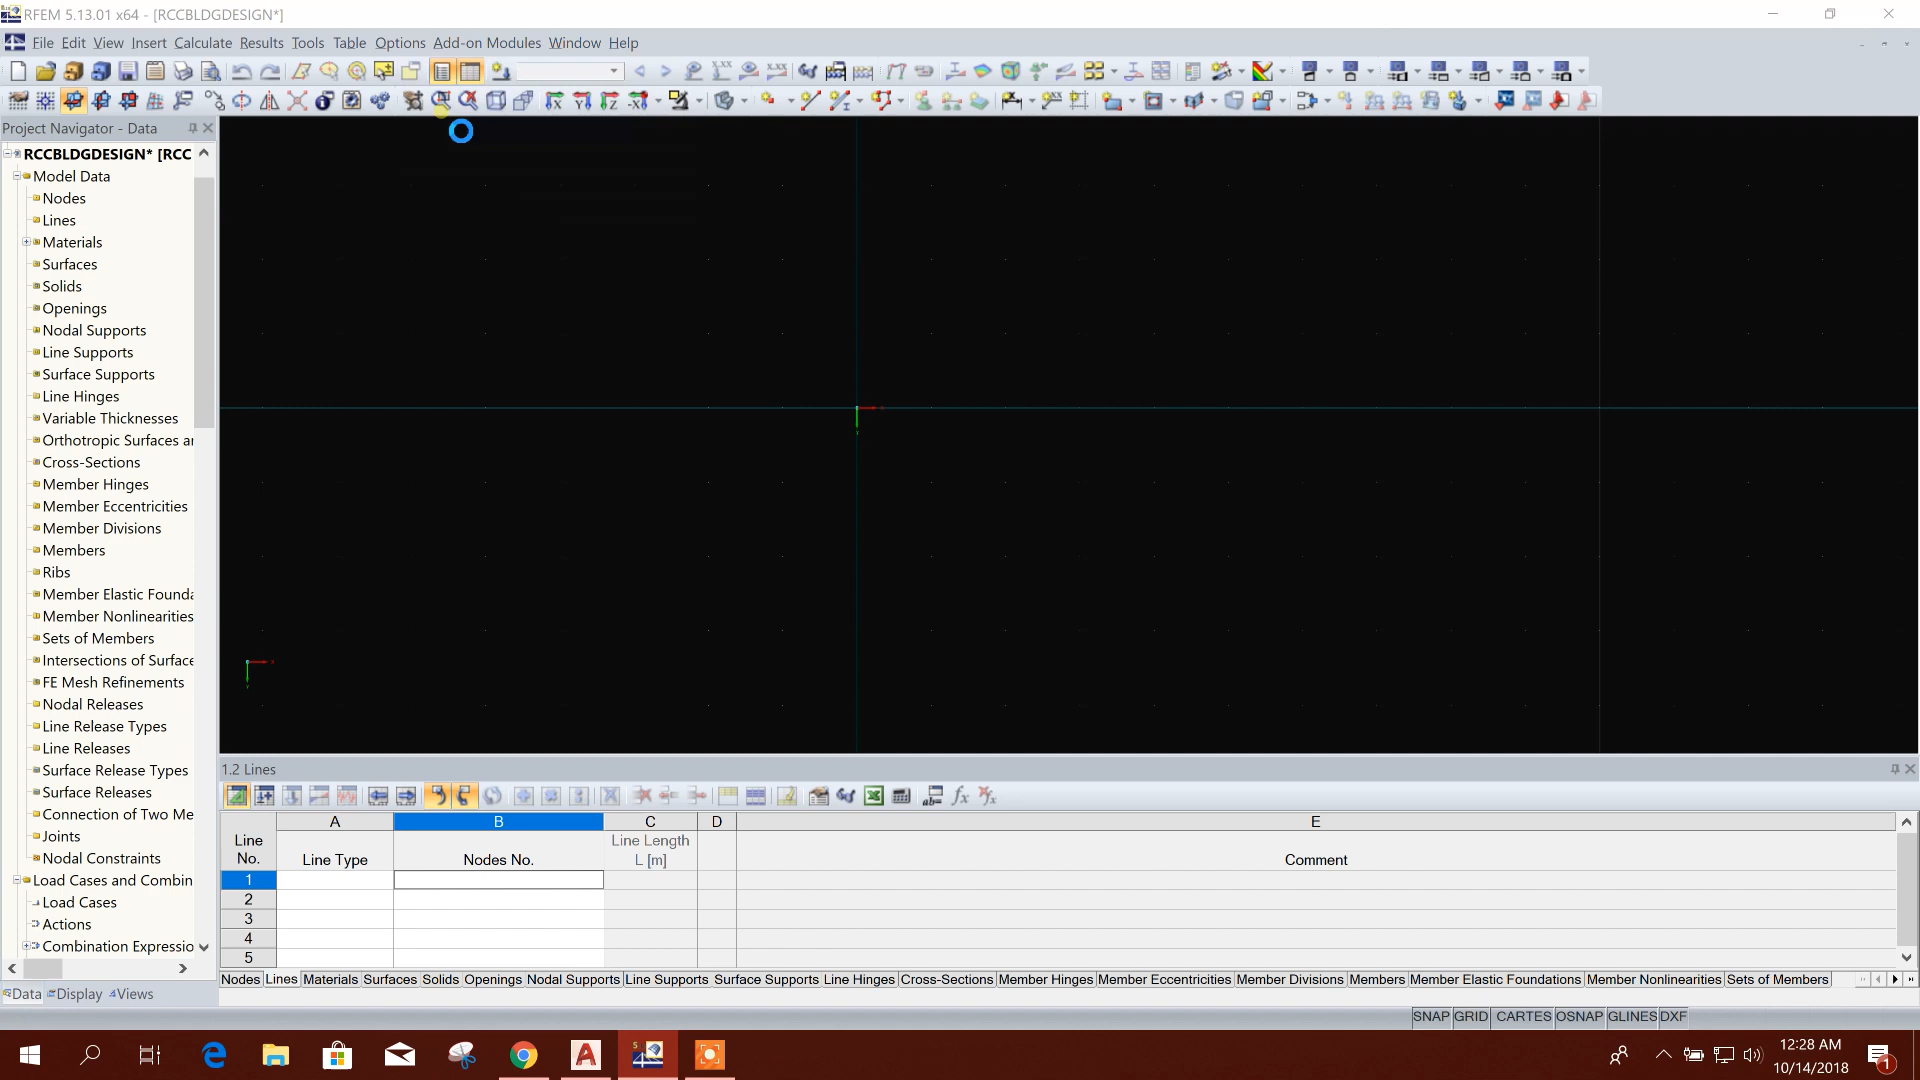 RFEM 5.13.01 x64 - [RCCBLDGDESIGN*]
File Edit View Insert Calculate Results Tools Table Options Add-on Modules Window Help
Project Navigator - Data
RCCBLDGDESIGN* [RCC
Model Data
Nodes
Lines
Materials
Surfaces
Solids
Openings
Nodal Supports
Line Supports
Surface Supports
Line Hinges
Variable Thicknesses
Orthotropic Surfaces ar
Cross-Sections
Member Hinges
Member Eccentricities
Member Divisions
Members
Ribs
Member Elastic Founda
Member Nonlinearities
Sets of Members
Intersections of Surface
FE Mesh Refinements
Nodal Releases
Line Release Types
Line Releases
Surface Release Types
Surface Releases
Connection of Two Me
Joints
Nodal Constraints
Load Cases and Combin
Load Cases
Actions
Combination Expressio
Data Display Views
1.2 Lines
A B C D E
Line No. Line Type Nodes No. Line Length L [m] Comment
1
2
3
4
5
Nodes Lines Materials Surfaces Solids Openings Nodal Supports Line Supports Surface Supports Line Hinges Cross-Sections Member Hinges Member Eccentricities Member Divisions Members Member Elastic Foundations Member Nonlinearities Sets of Members
SNAP GRID CARTES OSNAP GLINES DXF
12:28 AM
10/14/2018
1